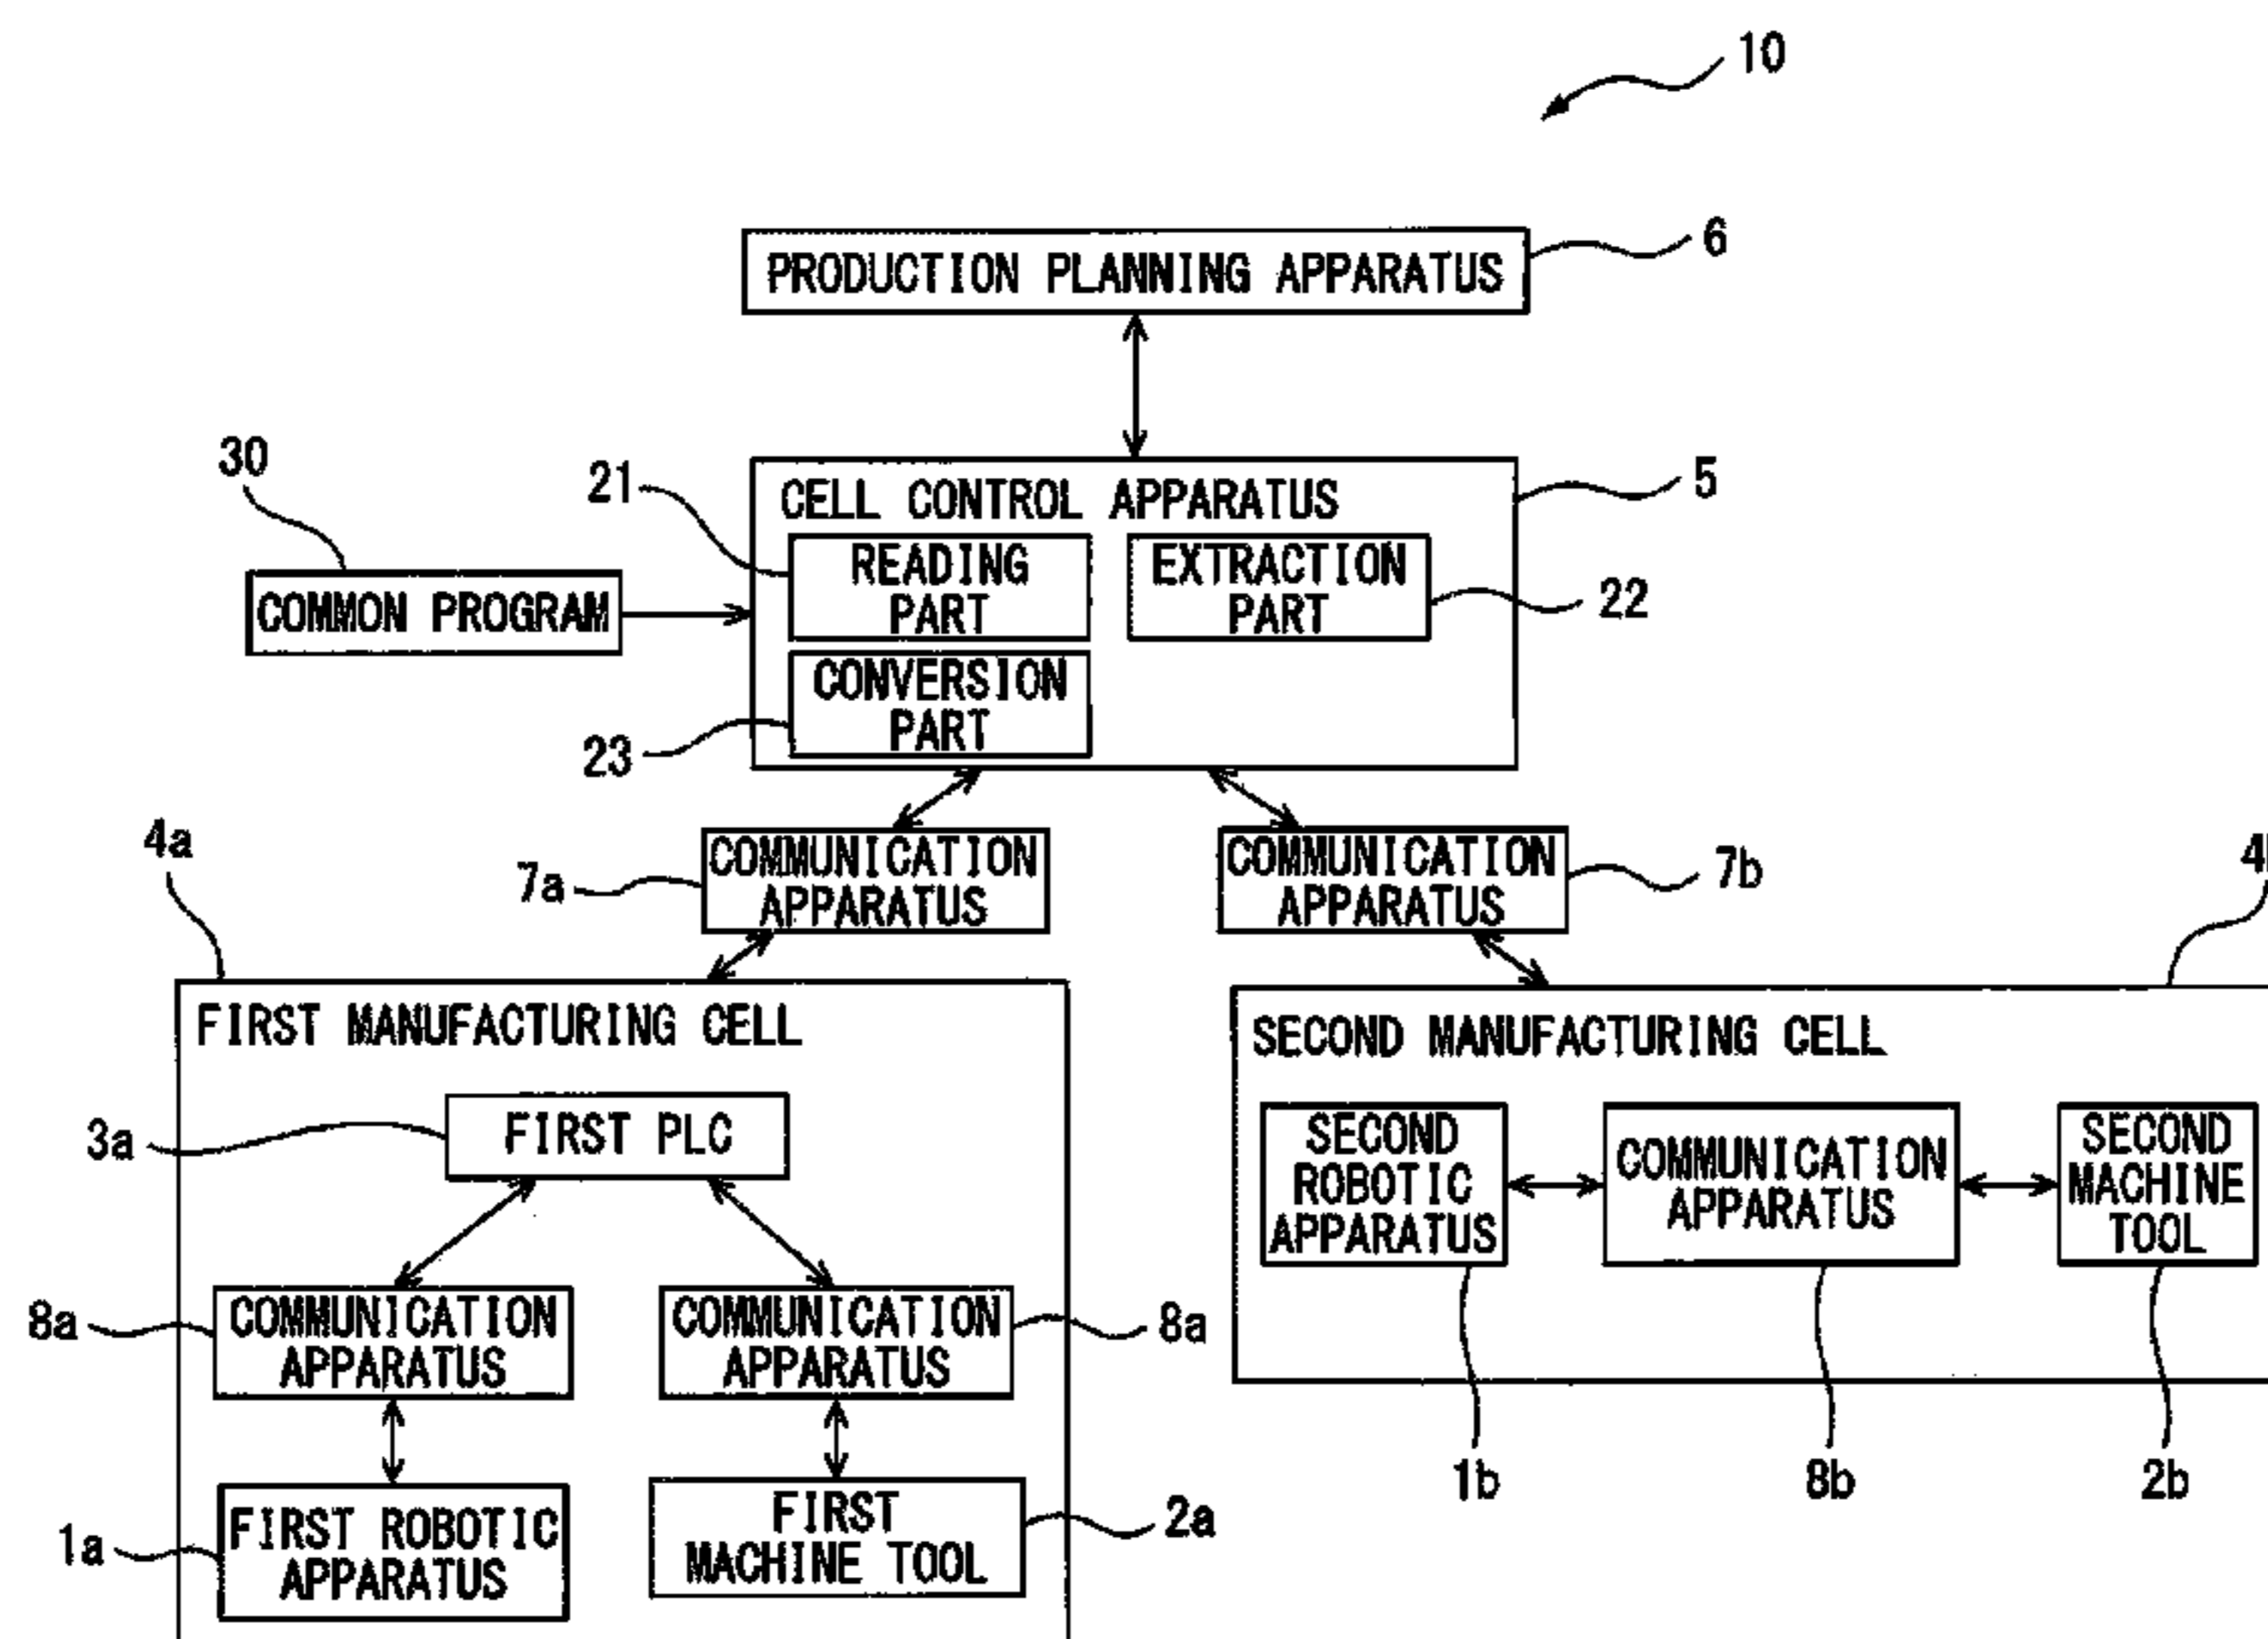 10
PRODUCTION PLANNING APPARATUS
6
30
21
CELL CONTROL APPARATUS
5
READING
PART
EXTRACTION
PART
22
COMMON PROGRAM
CONVERSION
PART
23
4a
7a
COMMUNICATION
APPARATUS
COMMUNICATION
APPARATUS
7b
FIRST MANUFACTURING CELL
3a
FIRST PLC
8a
COMMUNICATION
APPARATUS
COMMUNICATION
APPARATUS
8a
1a
FIRST ROBOTIC
APPARATUS
FIRST
MACHINE TOOL
2a
SECOND MANUFACTURING CELL
SECOND
ROBOTIC
APPARATUS
COMMUNICATION
APPARATUS
SECOND
MACHINE
TOOL
1b
8b
2b